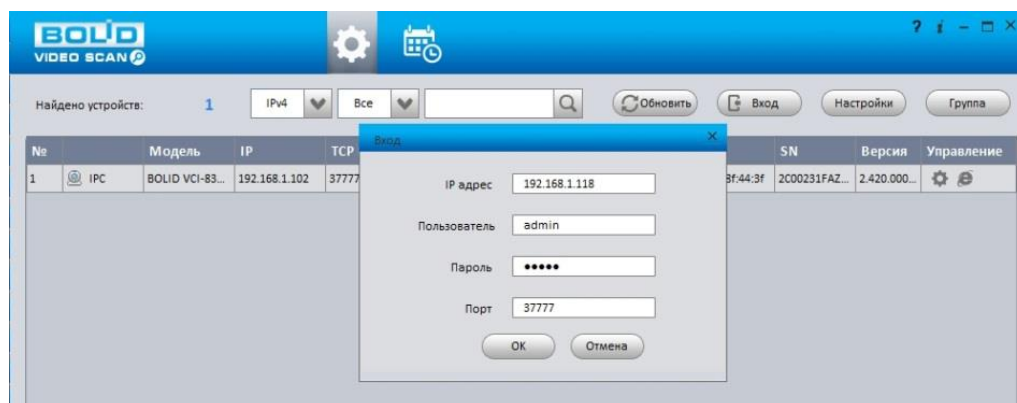 BOLID
VIDEO SCAN
? i
Найдено устройств: 1 IPv4 Все Обновить Вход Настройки Группа
№ Модель IP TCP SN Версия Управление
1 IPC BOLID VCI-83... 192.168.1.102 37777 3f:44:3f 2C00231FAZ... 2.420.000...
Вход
IP адрес 192.168.1.118
Пользователь admin
Пароль •••••
Порт 37777
OK Отмена